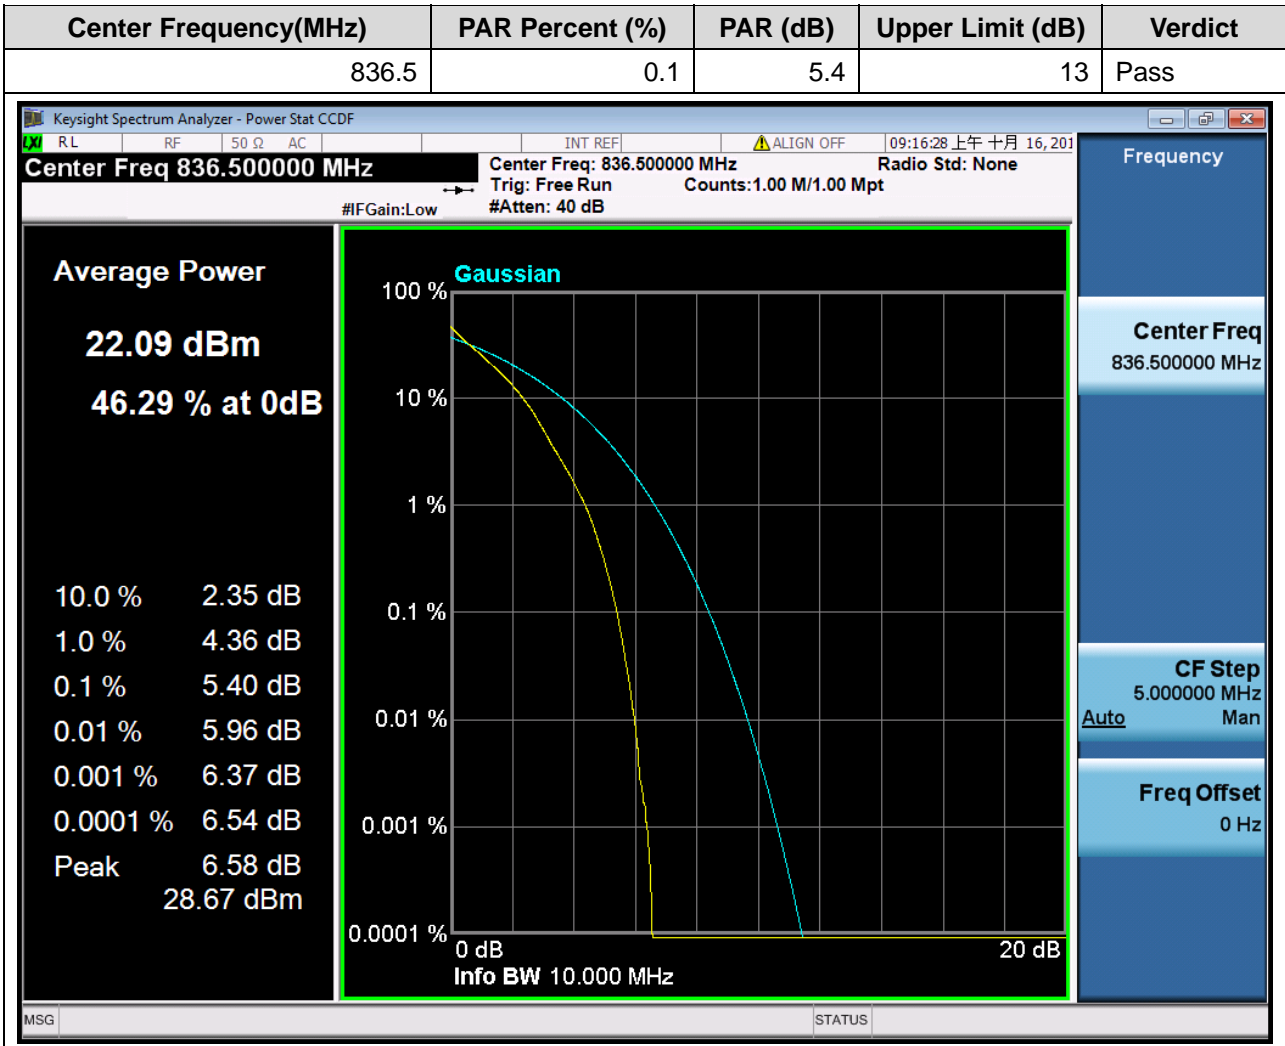 Center Frequency(MHz) PAR Percent (%) PAR (dB) Upper Limit (dB) Verdict
836.5 0.1 5.4 13 Pass
Keysight Spectrum Analyzer - Power Stat CCDF
LXI RL RF 50 Ω AC INT REF ALIGN OFF 09:16:28 上午 十月 16, 201
Center Freq 836.500000 MHz
Center Freq: 836.500000 MHz Radio Std: None
Trig: Free Run Counts:1.00 M/1.00 Mpt
#IFGain:Low #Atten: 40 dB
Frequency
Average Power
22.09 dBm
46.29 % at 0dB
10.0 % 2.35 dB
1.0 % 4.36 dB
0.1 % 5.40 dB
0.01 % 5.96 dB
0.001 % 6.37 dB
0.0001 % 6.54 dB
Peak 6.58 dB
28.67 dBm
Gaussian
100 %
10 %
1 %
0.1 %
0.01 %
0.001 %
0.0001 %
0 dB 20 dB
Info BW 10.000 MHz
Center Freq
836.500000 MHz
CF Step
5.000000 MHz
Auto Man
Freq Offset
0 Hz
MSG STATUS